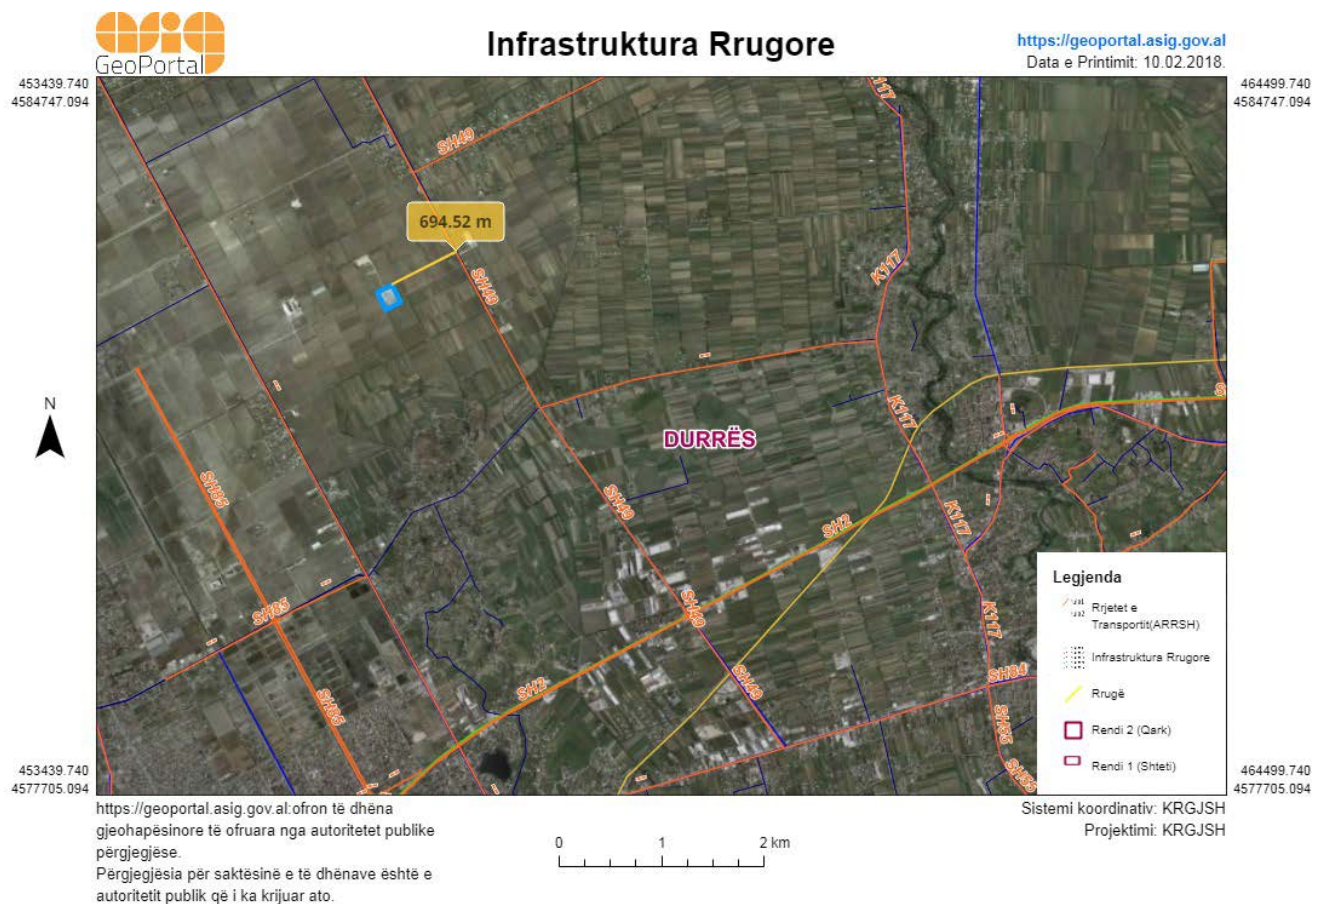 asig
GeoPortal
Infrastruktura Rrugore
https://geoportal.asig.gov.al
Data e Printimit: 10.02.2018.
453439.740
4584747.094
464499.740
4584747.094
K117
SH49
694.52 m
SH49
K117
N
K117
DURRËS
SH85
SH49
SH2
K117
SH85
SH49
K117
SH49
SH84
SH2
SH85
SH55
SH55
Legjenda
Rrjetet e
Transportit(ARRSH)
Infrastruktura Rrugore
Rrugë
Rendi 2 (Qark)
Rendi 1 (Shteti)
453439.740
4577705.094
464499.740
4577705.094
https://geoportal.asig.gov.al:ofron të dhëna
gjeohapësinore të ofruara nga autoritetet publike
përgjegjëse.
Përgjegjësia për saktësinë e të dhënave është e
autoritetit publik që i ka krijuar ato.
0 1 2 km
Sistemi koordinativ: KRGJSH
Projektimi: KRGJSH